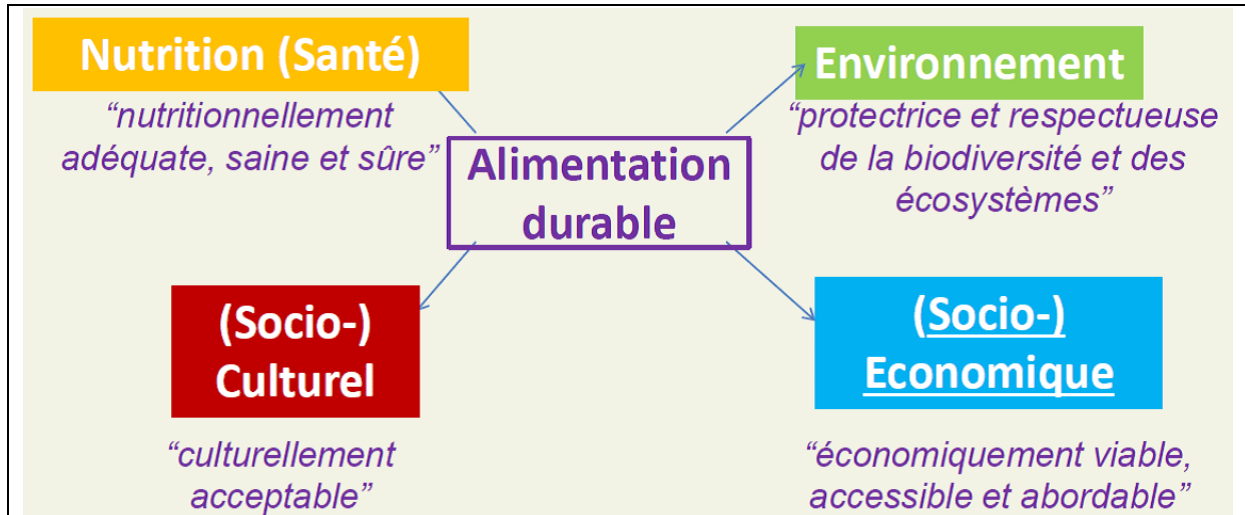 Nutrition (Santé)
“nutritionnellement
adéquate, saine et sûre”
Environnement
“protectrice et respectueuse
de la biodiversité et des
écosystèmes”
Alimentation
durable
(Socio-)
Culturel
“culturellement
acceptable”
(Socio-)
Economique
“économiquement viable,
accessible et abordable”